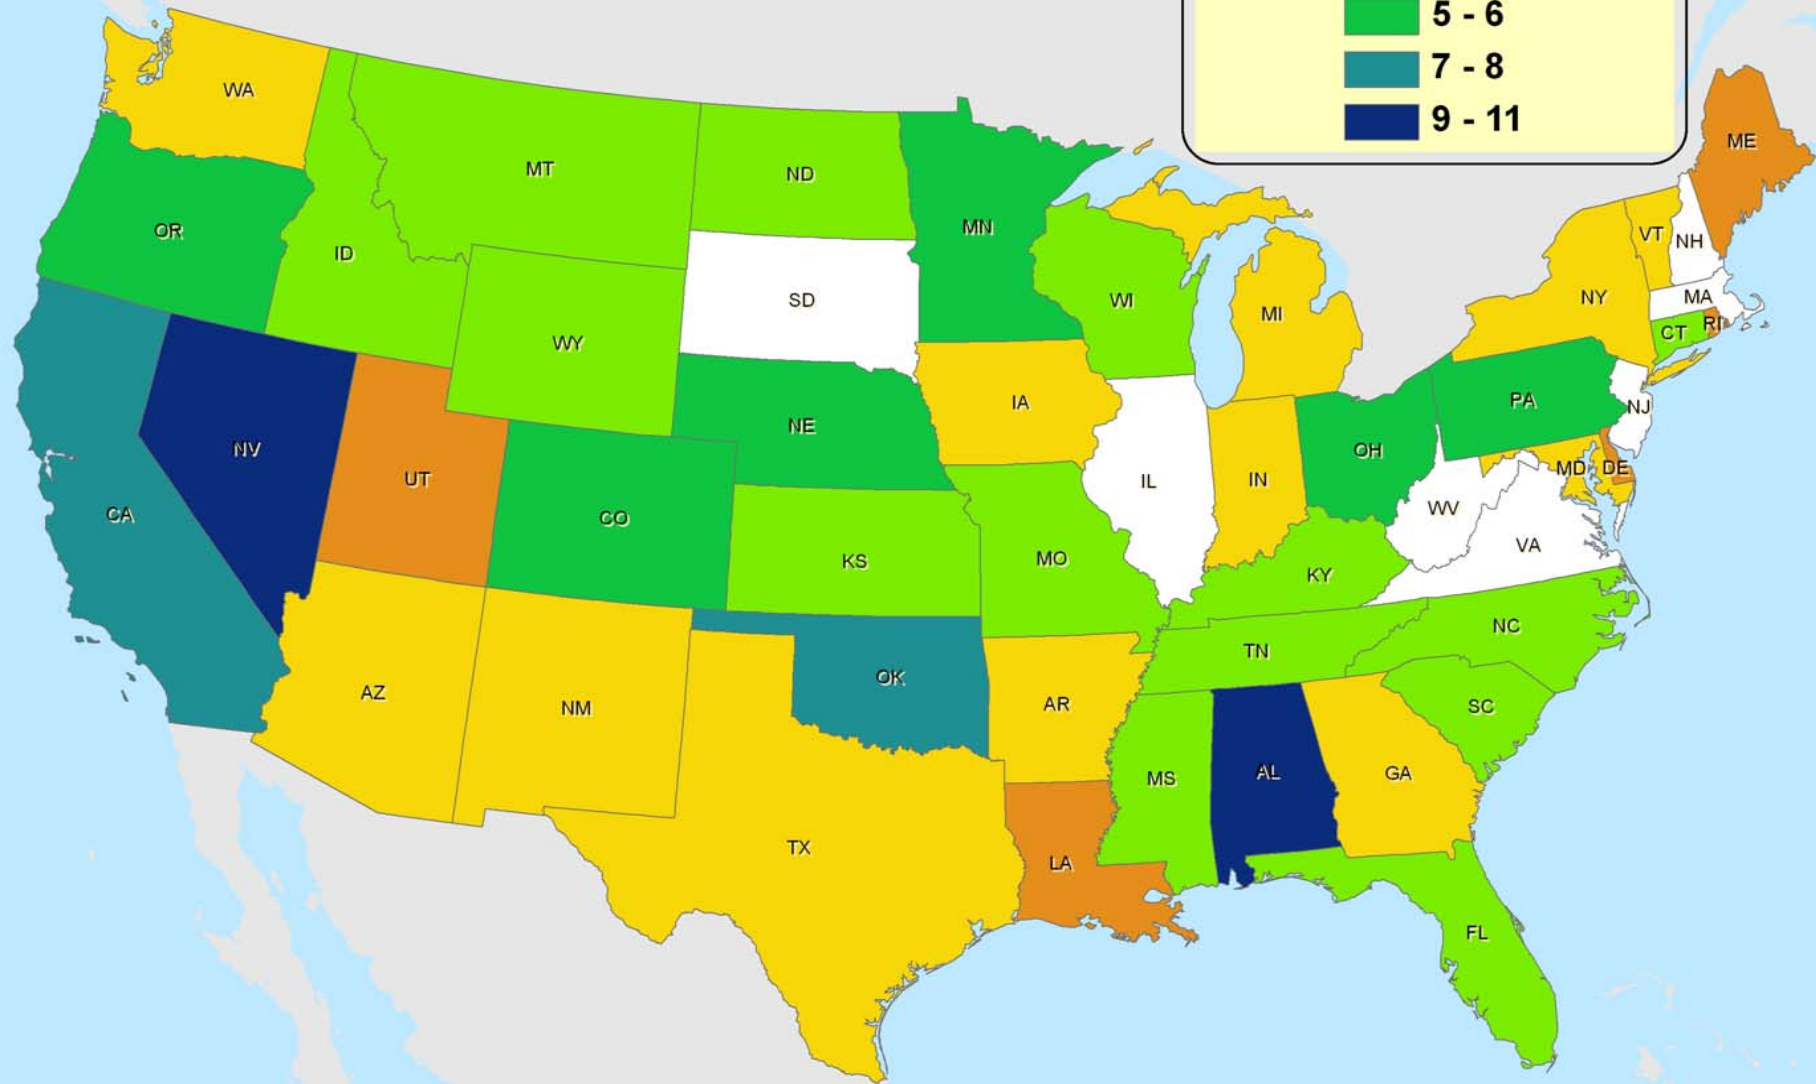 5 - 6
7 - 8
9 - 11
WA
ME
MT
ND
MN
OR
VT
NH
ID
NY
MA
SD
WI
MI
RI
CT
WY
IA
PA
NJ
NE
NV
OH
MD
DE
UT
IL
IN
WV
CA
CO
VA
KS
MO
KY
NC
TN
OK
AZ
NM
AR
SC
MS
AL
GA
TX
LA
FL